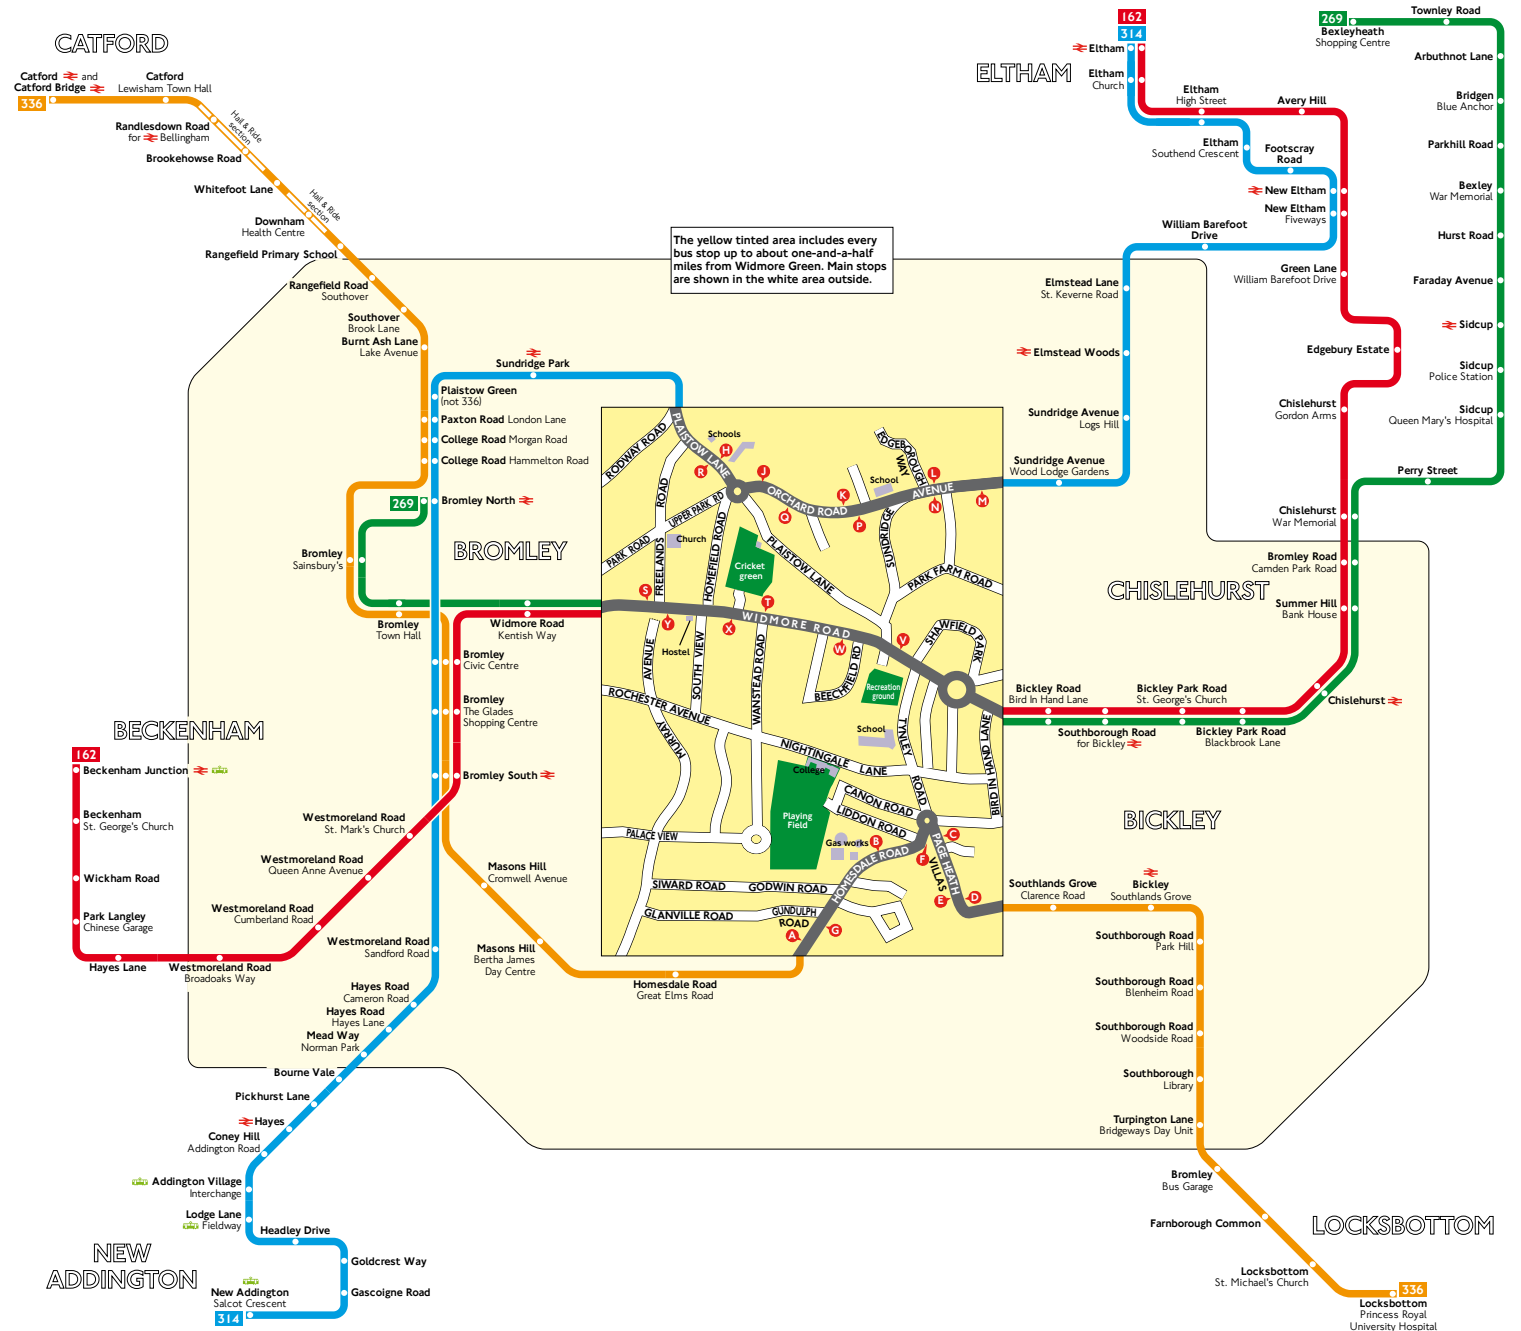 162
314
269
Townley Road
Bexleyheath
Shopping Centre
CATFORD
Catford and
Catford Bridge
336
Catford
Lewisham Town Hall
Hail & Ride
section
Randlesdown Road
for Bellingham
Brookehowse Road
Whitefoot Lane
Hail & Ride
section
Downham
Health Centre
Rangefield Primary School
Rangefield Road
Southover
Southover
Brook Lane
Burnt Ash Lane
Lake Avenue
ELTHAM
Eltham
Eltham
Church
Eltham
High Street
Avery Hill
Eltham
Southend Crescent
Footscray
Road
New Eltham
New Eltham
Fiveways
William Barefoot
Drive
Green Lane
William Barefoot Drive
Elmstead Lane
St. Keverne Road
Elmstead Woods
Edgebury Estate
Sundridge Avenue
Logs Hill
Chislehurst
Gordon Arms
Sundridge Avenue
Wood Lodge Gardens
Arbuthnot Lane
Bridgen
Blue Anchor
Parkhill Road
Bexley
War Memorial
Hurst Road
Faraday Avenue
Sidcup
Sidcup
Police Station
Sidcup
Queen Mary's Hospital
Perry Street
Chislehurst
War Memorial
Bromley Road
Camden Park Road
Summer Hill
Bank House
CHISLEHURST
Chislehurst
The yellow tinted area includes every
bus stop up to about one-and-a-half
miles from Widmore Green. Main stops
are shown in the white area outside.
Sundridge Park
Plaistow Green
(not 336)
Paxton Road London Lane
College Road Morgan Road
College Road Hammelton Road
269
Bromley North
BROMLEY
Bromley
Sainsbury's
Bromley
Town Hall
Widmore Road
Kentish Way
Bromley
Civic Centre
Bromley
The Glades
Shopping Centre
Bromley South
RODWAY ROAD
PLAISTOW LANE
Schools
H
R
J
ORCHARD ROAD
Q
K
P
School
EDGEBOROUGH
WAY
L
AVENUE
N
M
ROAD
UPPER PARK RD
PARK ROAD
Church
FREELANDS
HOMEFIELD ROAD
Cricket
green
PLAISTOW LANE
SUNDRIDGE
PARK FARM ROAD
S
Y
X
T
WIDMORE ROAD
W
V
SHAWFIELD PARK
Hostel
AVENUE
SOUTH VIEW
WANSTEAD ROAD
BEECHFIELD RD
Recreation
ground
ROCHESTER AVENUE
MURRAY
School
TYNLEY
ROAD
NIGHTINGALE LANE
College
BIRD IN HAND LANE
CANON ROAD
LIDDON ROAD
Playing
Field
PALACE VIEW
Gas works
B
C
F
HOMESDALE ROAD
PAGE HEATH
VILLAS
E
D
SIWARD ROAD
GODWIN ROAD
GLANVILLE ROAD
GUNDULPH
ROAD
A
G
Bickley Road
Bird In Hand Lane
Bickley Park Road
St. George's Church
Southborough Road
for Bickley
Bickley Park Road
Blackbrook Lane
BICKLEY
Southlands Grove
Clarence Road
Bickley
Southlands Grove
Southborough Road
Park Hill
Southborough Road
Blenheim Road
Southborough Road
Woodside Road
Southborough
Library
Turpington Lane
Bridgeways Day Unit
Bromley
Bus Garage
Farnborough Common
LOCKSBOTTOM
Locksbottom
St. Michael's Church
336
Locksbottom
Princess Royal
University Hospital
BECKENHAM
162
Beckenham Junction
Beckenham
St. George's Church
Wickham Road
Park Langley
Chinese Garage
Hayes Lane
Westmoreland Road
Broadoaks Way
Westmoreland Road
Cumberland Road
Westmoreland Road
Queen Anne Avenue
Westmoreland Road
St. Mark's Church
Masons Hill
Cromwell Avenue
Masons Hill
Bertha James
Day Centre
Homesdale Road
Great Elms Road
Westmoreland Road
Sandford Road
Hayes Road
Cameron Road
Hayes Road
Hayes Lane
Mead Way
Norman Park
Bourne Vale
Pickhurst Lane
Hayes
Coney Hill
Addington Road
Addington Village
Interchange
Lodge Lane
Fieldway
Headley Drive
Goldcrest Way
Gascoigne Road
NEW
ADDINGTON
New Addington
Salcot Crescent
314